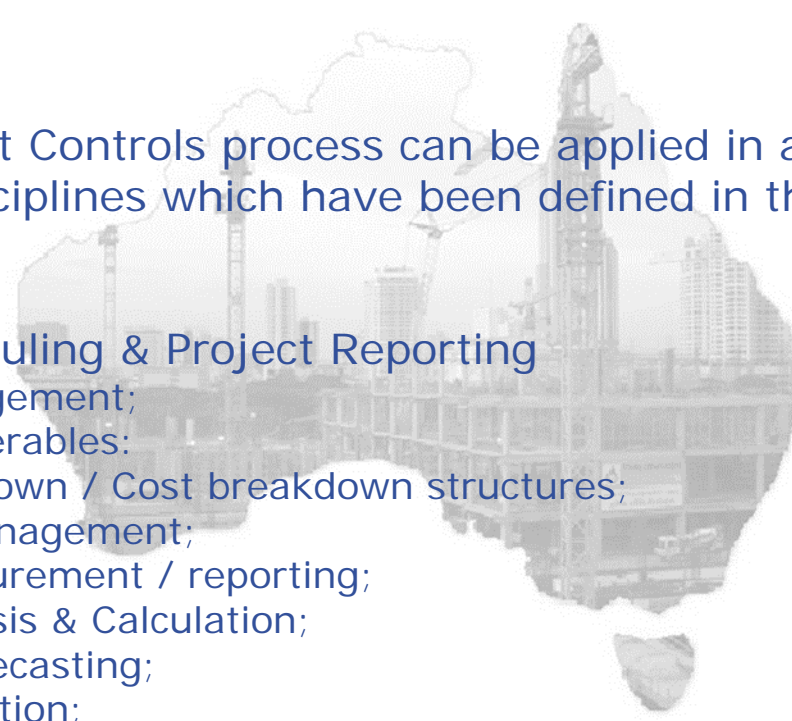 t Controls process can be applied in a
ciplines which have been defined in th
uling & Project Reporting
gement;
erables:
own / Cost breakdown structures;
nagement;
urement / reporting;
sis & Calculation;
ecasting;
tion;